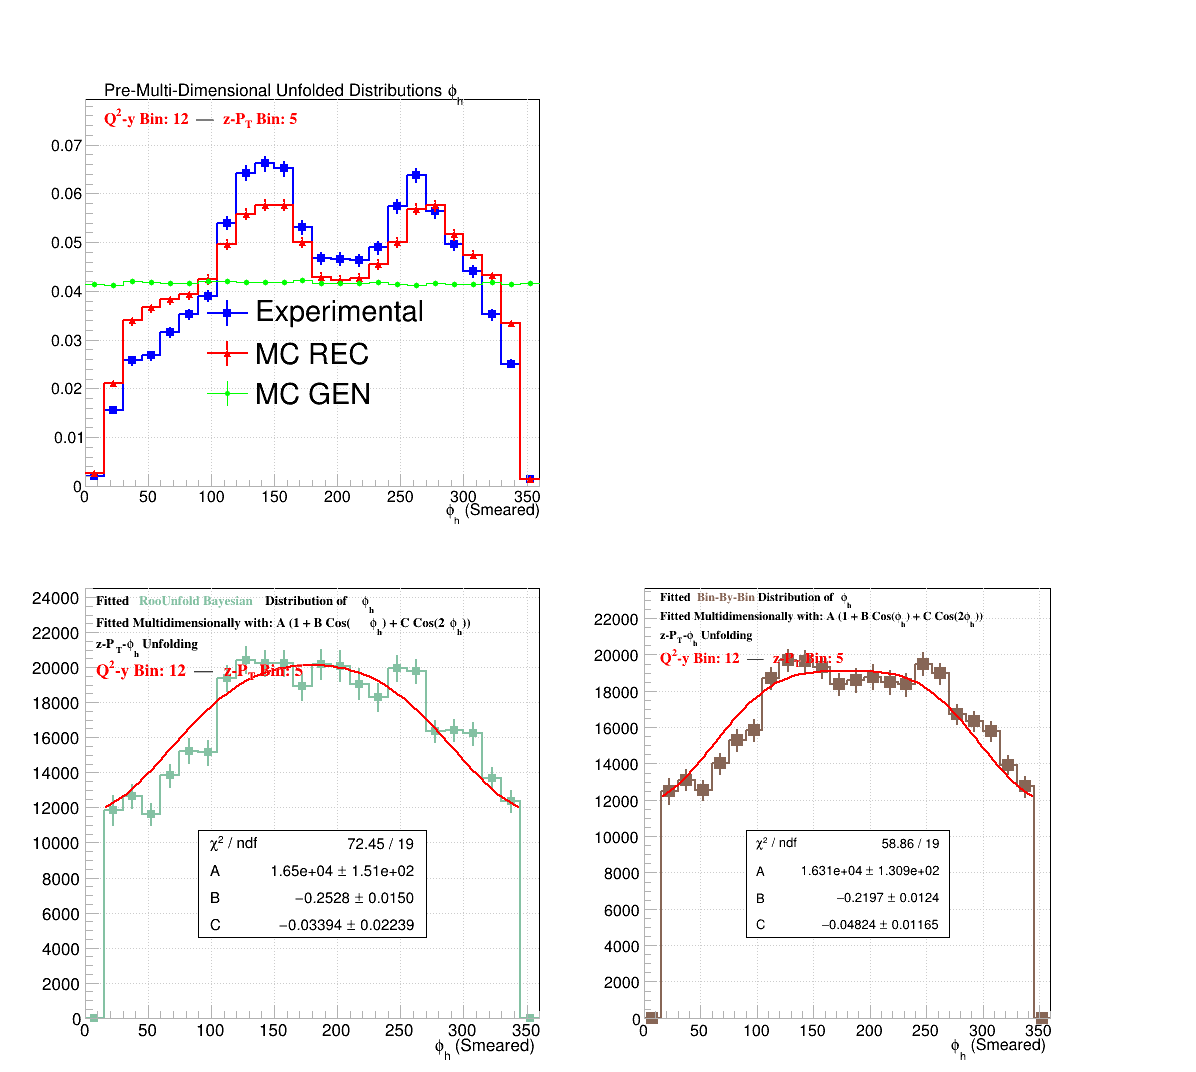 Pre-Multi-Dimensional Unfolded Distributions ϕh
Q2-y Bin: 12 — z-PT Bin: 5
0.07
0.06
0.05
0.04
0.03
0.02
0.01
0
Experimental
MC REC
MC GEN
0 50 100 150 200 250 300 350
ϕh (Smeared)
Fitted RooUnfold Bayesian Distribution of ϕh
Fitted Multidimensionally with: A (1 + B Cos( ϕh) + C Cos(2 ϕh))
z-PT-ϕh Unfolding
Q2-y Bin: 12 — z-PT Bin: 5
24000
22000
20000
18000
16000
14000
12000
10000
8000
6000
4000
2000
0
χ2 / ndf 72.45 / 19
A 1.65e+04 ± 1.51e+02
B −0.2528 ± 0.0150
C −0.03394 ± 0.02239
0 50 100 150 200 250 300 350
ϕh (Smeared)
Fitted Bin-By-Bin Distribution of ϕh
Fitted Multidimensionally with: A (1 + B Cos(ϕh) + C Cos(2ϕh))
z-PT-ϕh Unfolding
Q2-y Bin: 12 — z-PT Bin: 5
22000
20000
18000
16000
14000
12000
10000
8000
6000
4000
2000
0
χ2 / ndf 58.86 / 19
A 1.631e+04 ± 1.309e+02
B −0.2197 ± 0.0124
C −0.04824 ± 0.01165
0 50 100 150 200 250 300 350
ϕh (Smeared)